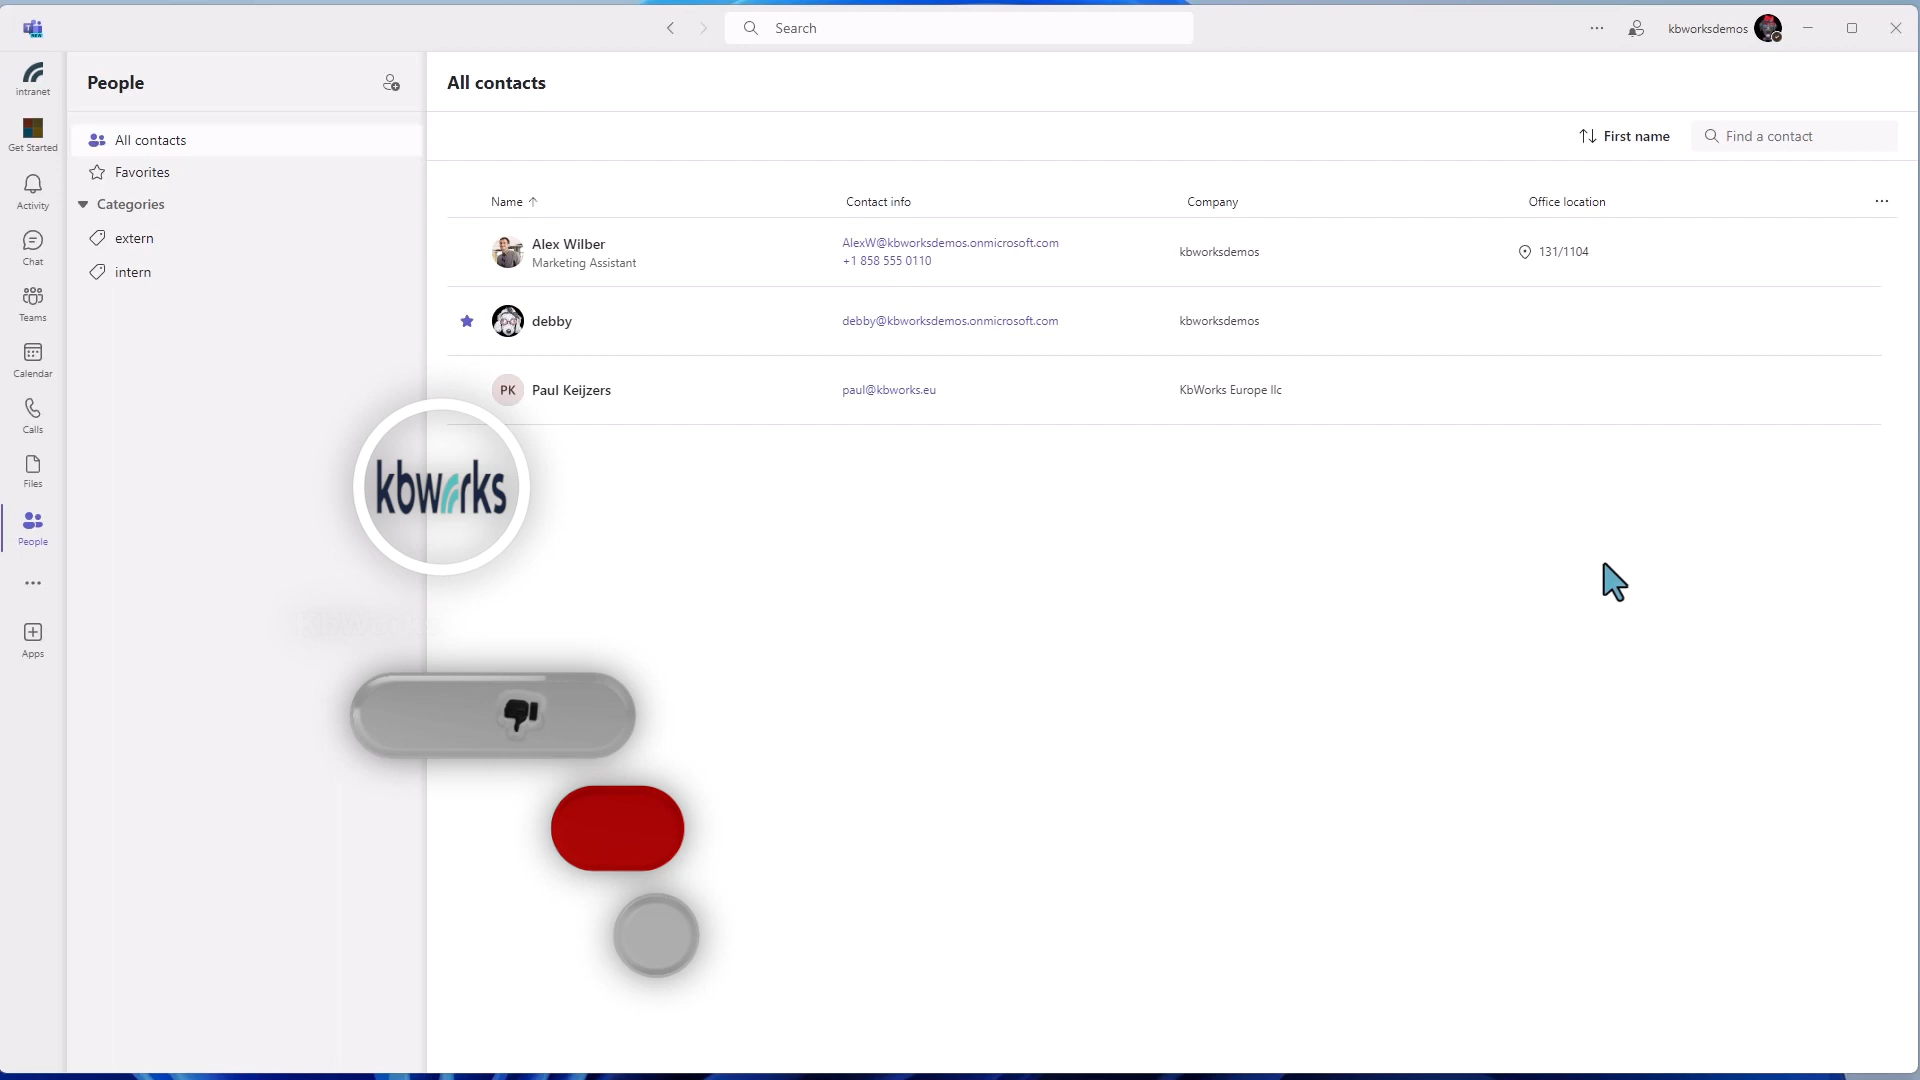 Search
kbworksdemos
intranet
Get Started
Activity
Chat
Teams
Calendar
Calls
Files
People
Apps
People
All contacts
Favorites
Categories
extern
intern
All contacts
First name
Find a contact
Name
Contact info
Company
Office location
Alex Wilber
Marketing Assistant
AlexW@kbworksdemos.onmicrosoft.com
+1 858 555 0110
kbworksdemos
131/1104
debby
debby@kbworksdemos.onmicrosoft.com
kbworksdemos
PK
Paul Keijzers
paul@kbworks.eu
KbWorks Europe llc
kbworks